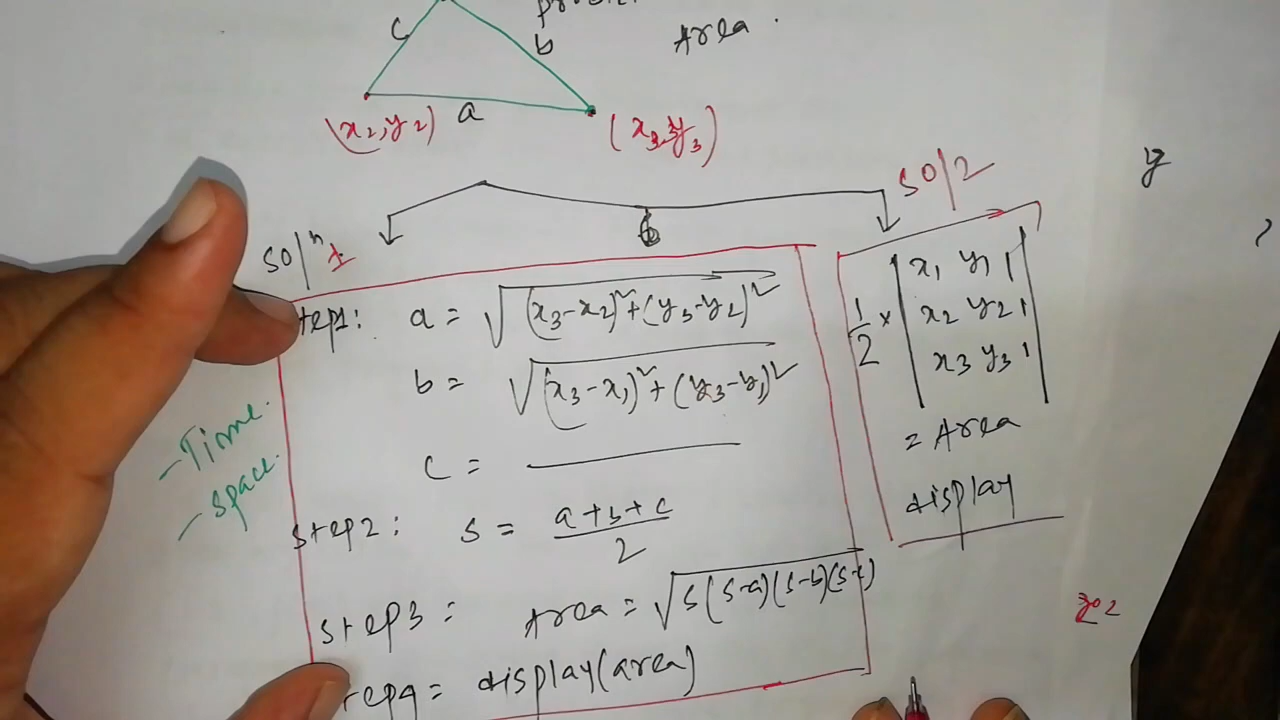 c
b
Area.
(x2, y2)
a
(x3, y3)
y
sol 2
solⁿ 1
step1: a = √((x3-x2)²+(y3-y2)²)
b = √((x3-x1)²+(y3-y1)²)
c =
- Time.
- space.
step2: s = (a+b+c)/2
step3: Area = √(s(s-a)(s-b)(s-c))
step4= display(area)
1/2 × | x1 y1 1
x2 y2 1
x3 y3 1 |
= Area
display